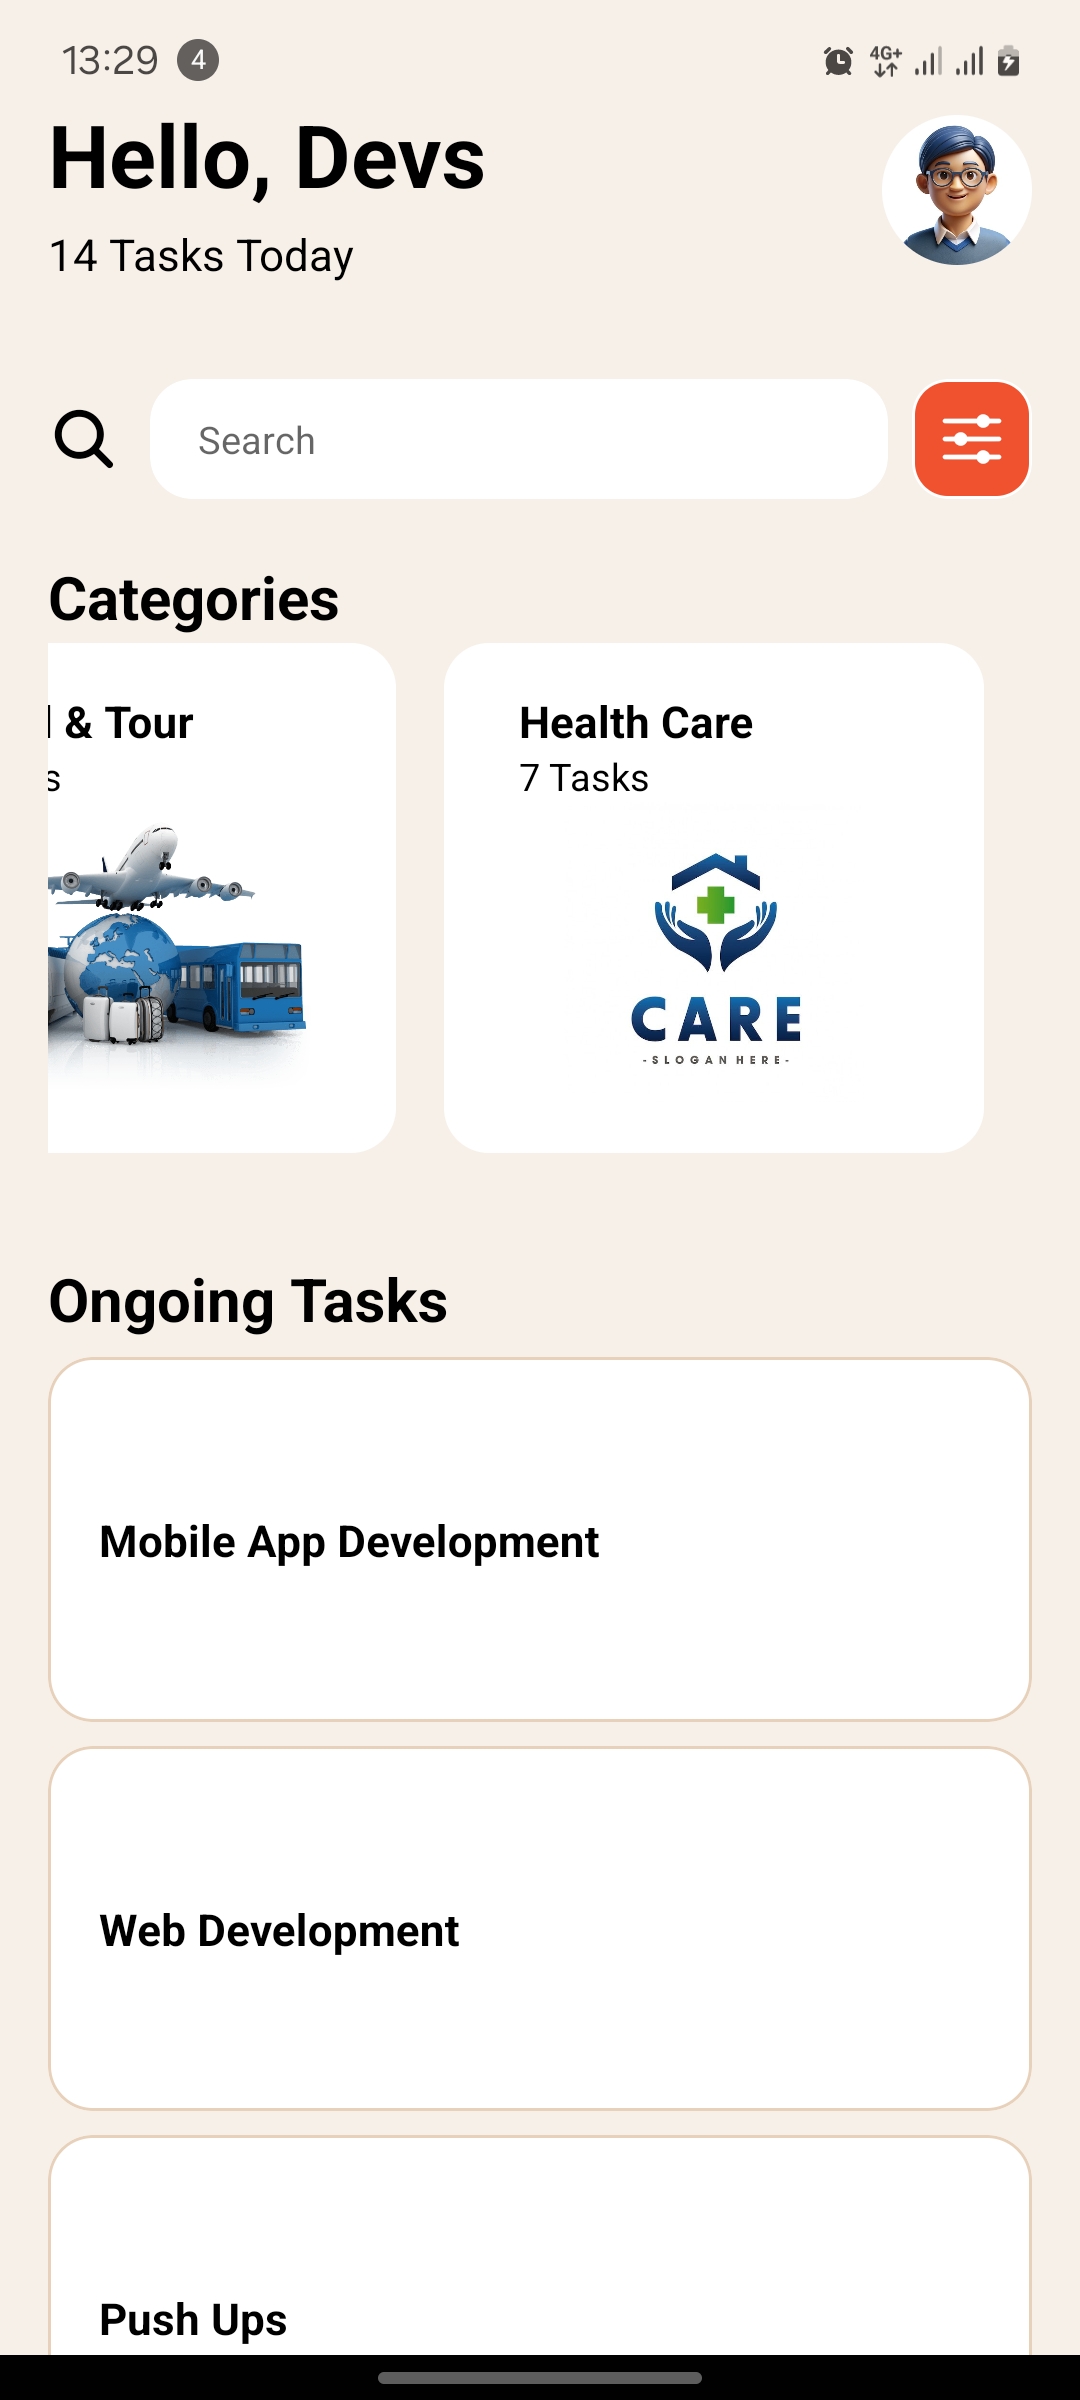 13:29 4 4G+
Hello, Devs
14 Tasks Today
Search
Categories
& Tour
s
Health Care
7 Tasks
CARE
-SLOGAN HERE-
Ongoing Tasks
Mobile App Development
Web Development
Push Ups